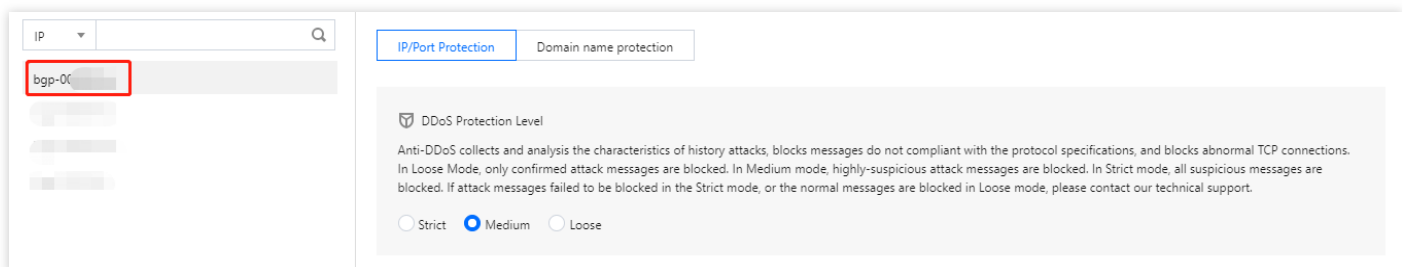 IP
bgp-00
IP/Port Protection
Domain name protection
DDoS Protection Level
Anti-DDoS collects and analysis the characteristics of history attacks, blocks messages do not compliant with the protocol specifications, and blocks abnormal TCP connections.
In Loose Mode, only confirmed attack messages are blocked. In Medium mode, highly-suspicious attack messages are blocked. In Strict mode, all suspicious messages are
blocked. If attack messages failed to be blocked in the Strict mode, or the normal messages are blocked in Loose mode, please contact our technical support.
Strict Medium Loose